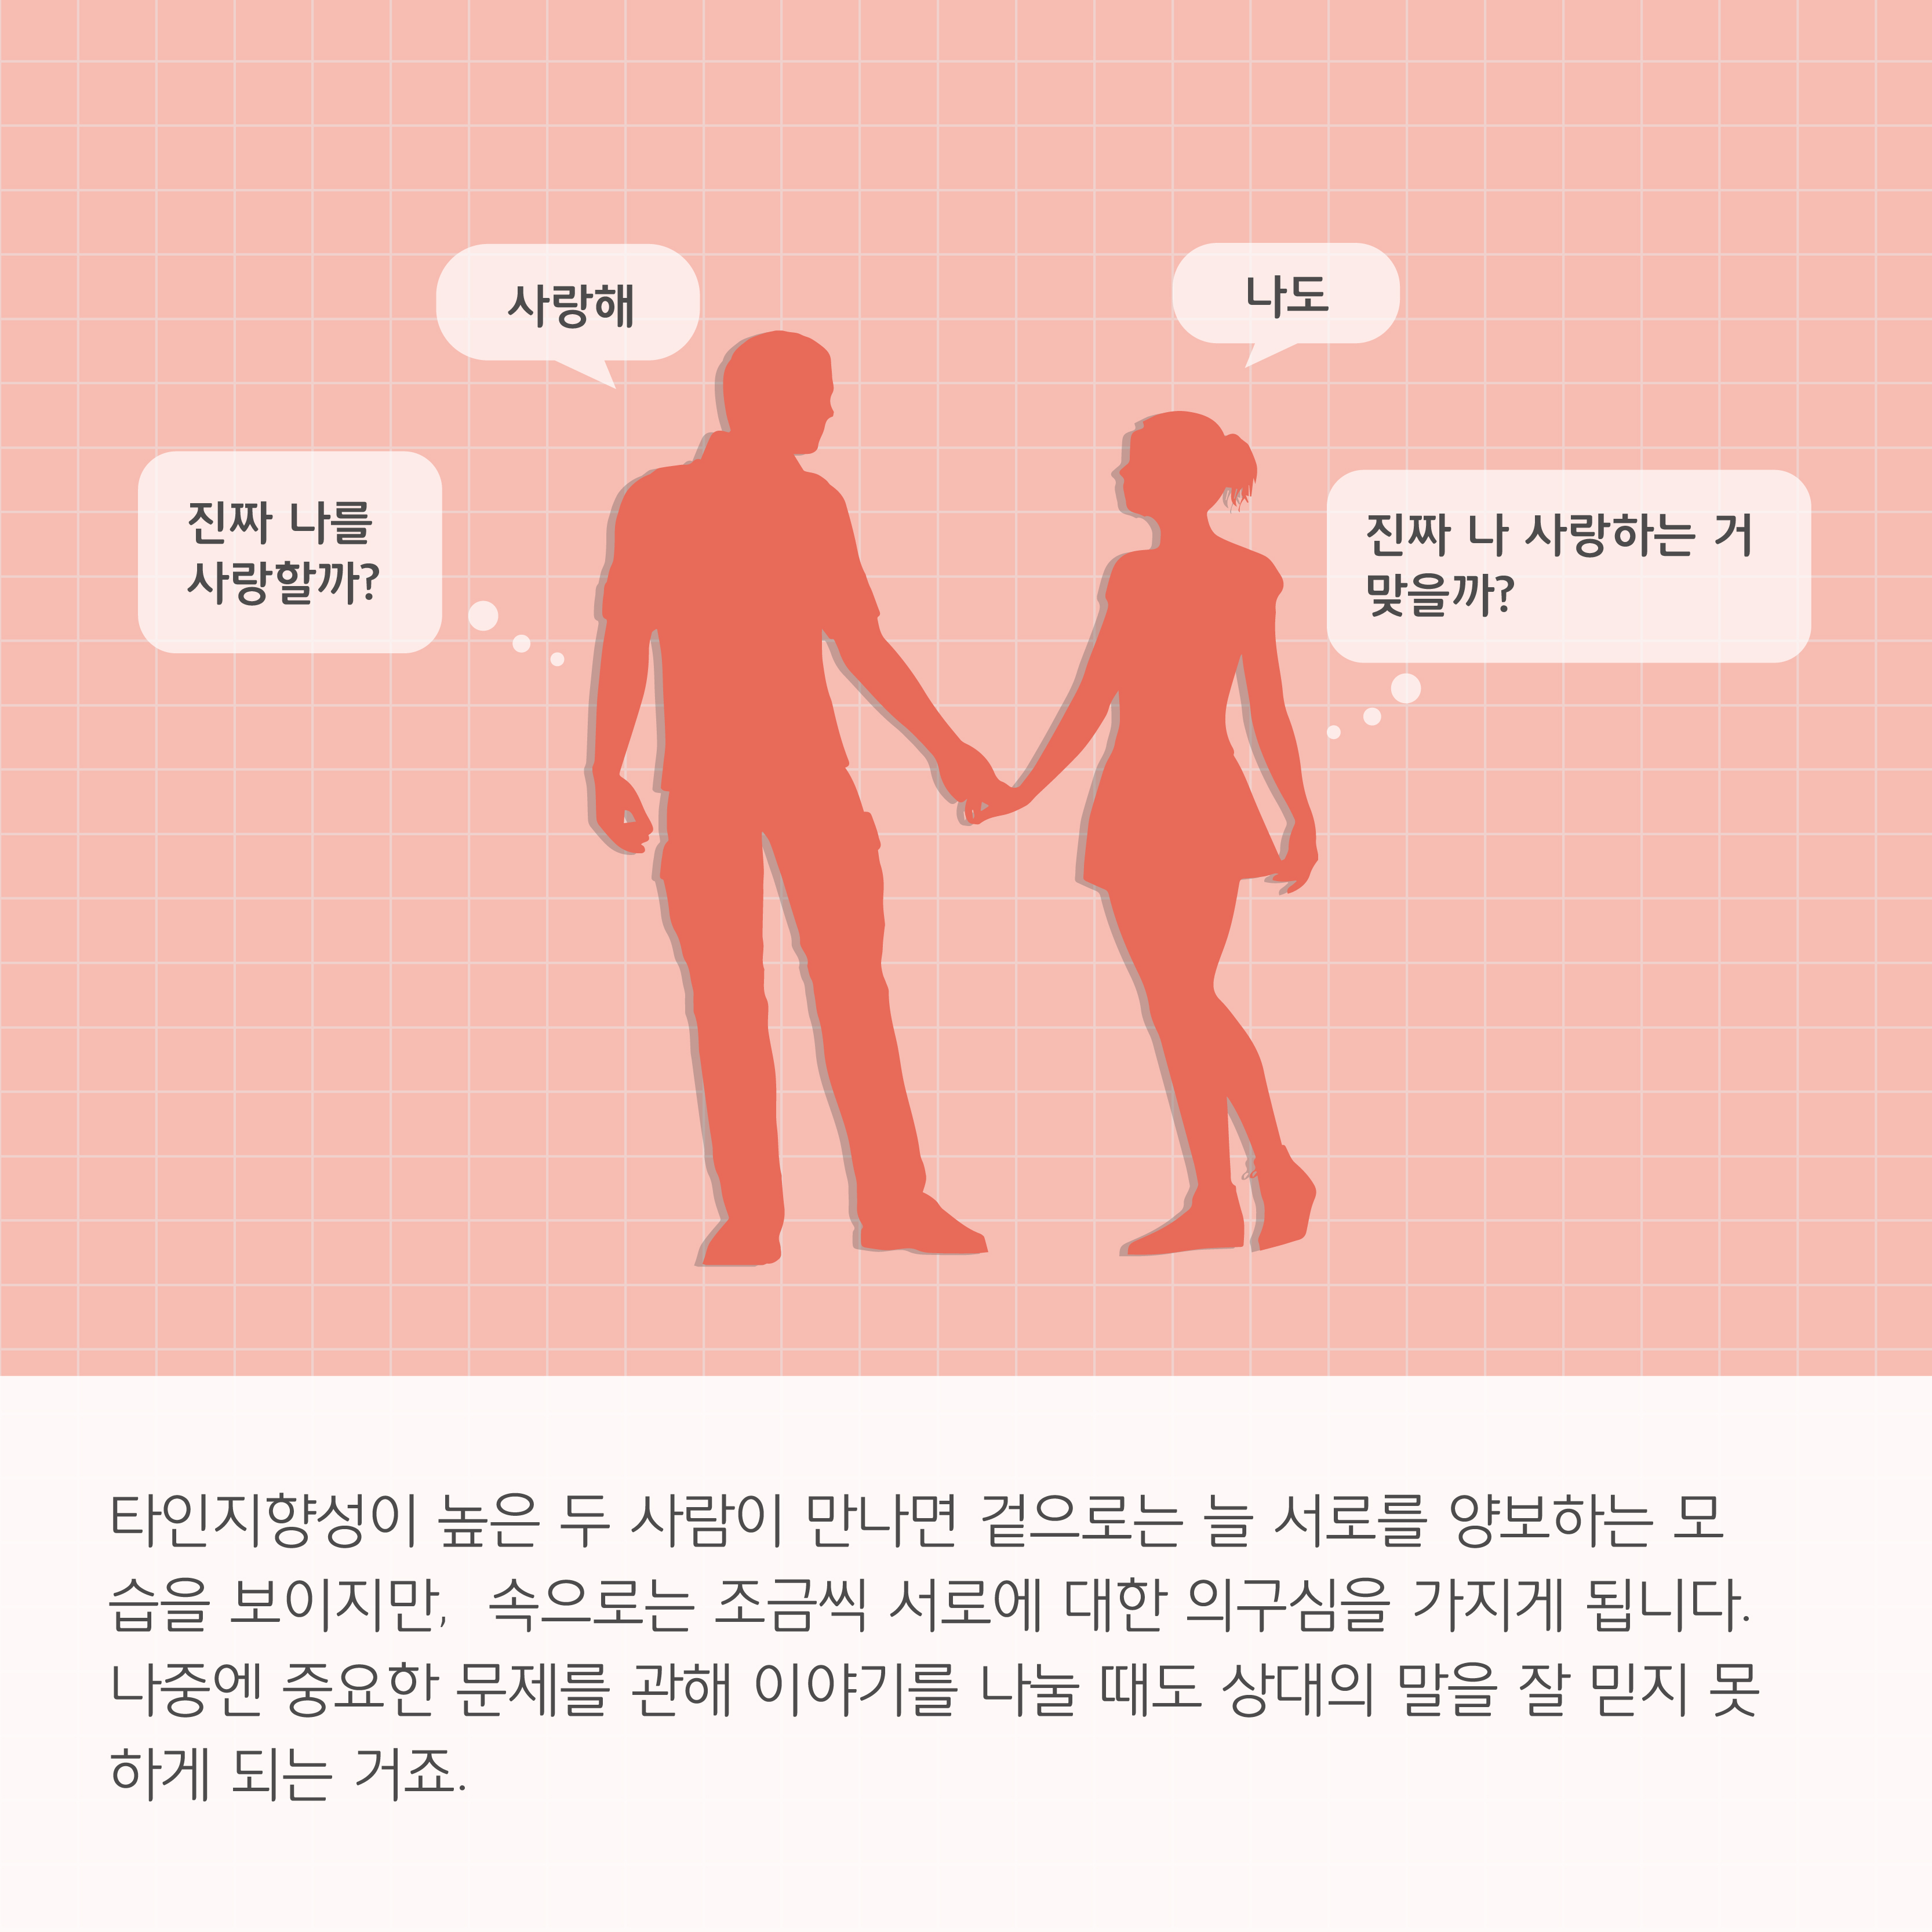 사랑해
나도
진짜 나를
사랑할까?
진짜 나 사랑하는 거
맞을까?
타인지향성이 높은 두 사람이 만나면 겉으로는 늘 서로를 양보하는 모
습을 보이지만, 속으로는 조금씩 서로에 대한 의구심을 가지게 됩니다.
나중엔 중요한 문제를 관해 이야기를 나눌 때도 상대의 말을 잘 믿지 못
하게 되는 거죠.